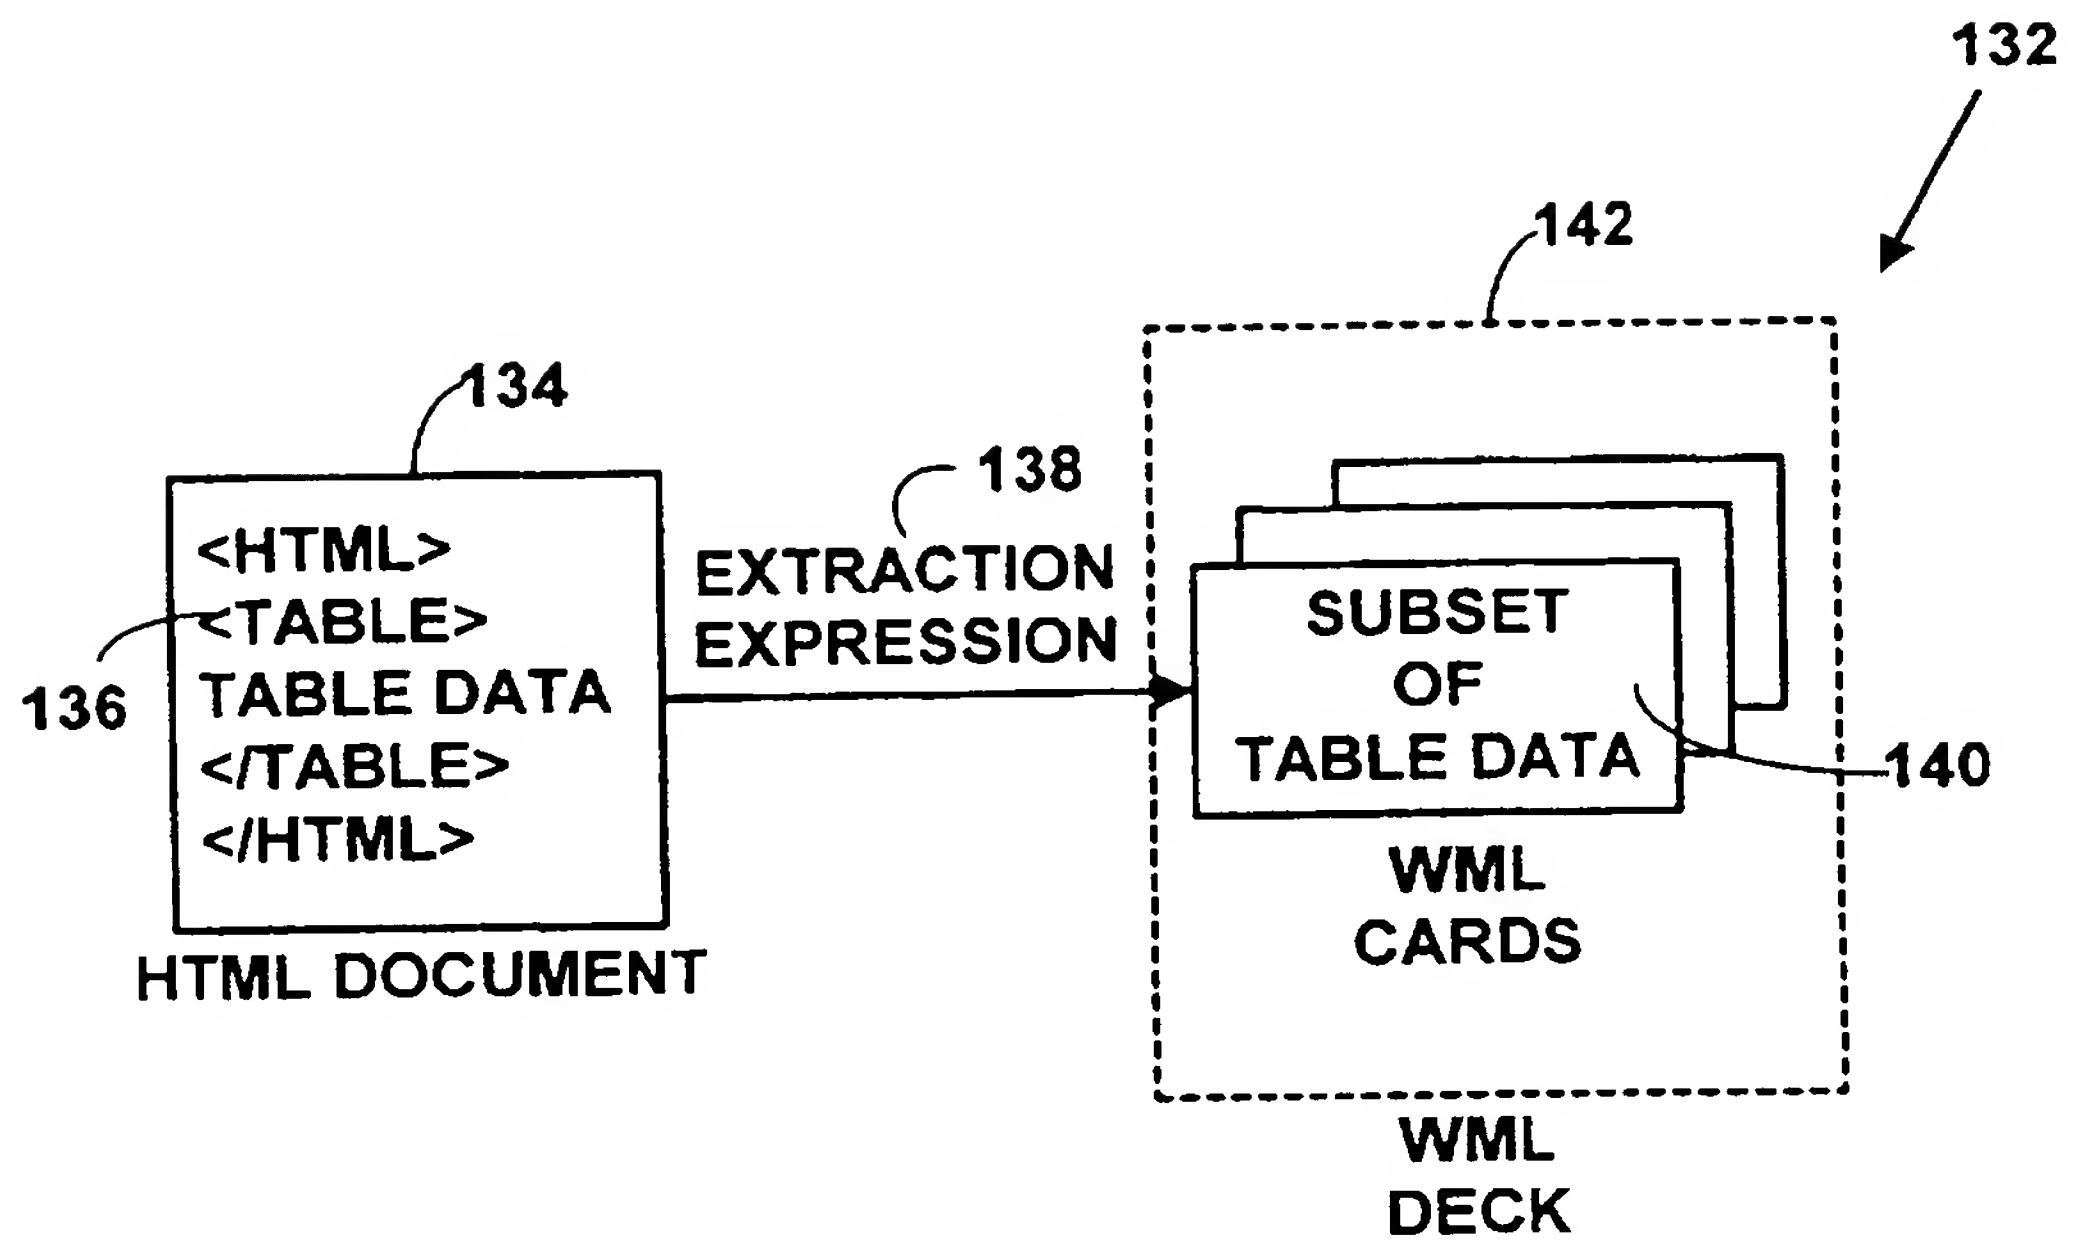 132
142
134
138
<HTML>
<TABLE>
TABLE DATA
</TABLE>
</HTML>
136
HTML DOCUMENT
EXTRACTION
EXPRESSION
SUBSET
OF
TABLE DATA
140
WML
CARDS
WML
DECK